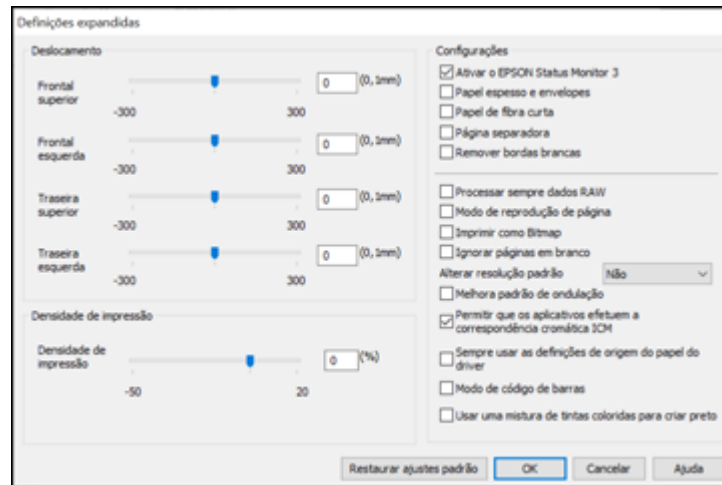 Definições expandidas
Deslocamento
Frontal
superior
0
(0,1mm)
-300
300
Frontal
esquerda
0
(0,1mm)
-300
300
Traseira
superior
0
(0,1mm)
-300
300
Traseira
esquerda
0
(0,1mm)
-300
300
Densidade de impressão
Densidade de
impressão
0
(%)
-50
20
Configurações
Ativar o EPSON Status Monitor 3
Papel espesso e envelopes
Papel de fibra curta
Página separadora
Remover bordas brancas
Processar sempre dados RAW
Modo de reprodução de página
Imprimir como Bitmap
Ignorar páginas em branco
Alterar resolução padrão Não
Melhora padrão de ondulação
Permitir que os aplicativos efetuem a
correspondência cromática ICM
Sempre usar as definições de origem do papel do
driver
Modo de código de barras
Usar uma mistura de tintas coloridas para criar preto
Restaurar ajustes padrão
OK
Cancelar
Ajuda